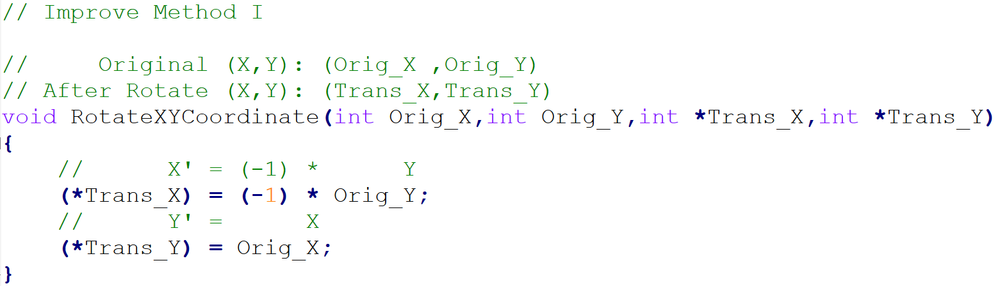 // Improve Method I
//     Original (X,Y): (Orig_X ,Orig_Y)
// After Rotate (X,Y): (Trans_X,Trans_Y)
void RotateXYCoordinate(int Orig_X,int Orig_Y,int *Trans_X,int *Trans_Y)
{
    //      X' = (-1) *      Y
    (*Trans_X) = (-1) * Orig_Y;
    //      Y' =      X
    (*Trans_Y) = Orig_X;
}